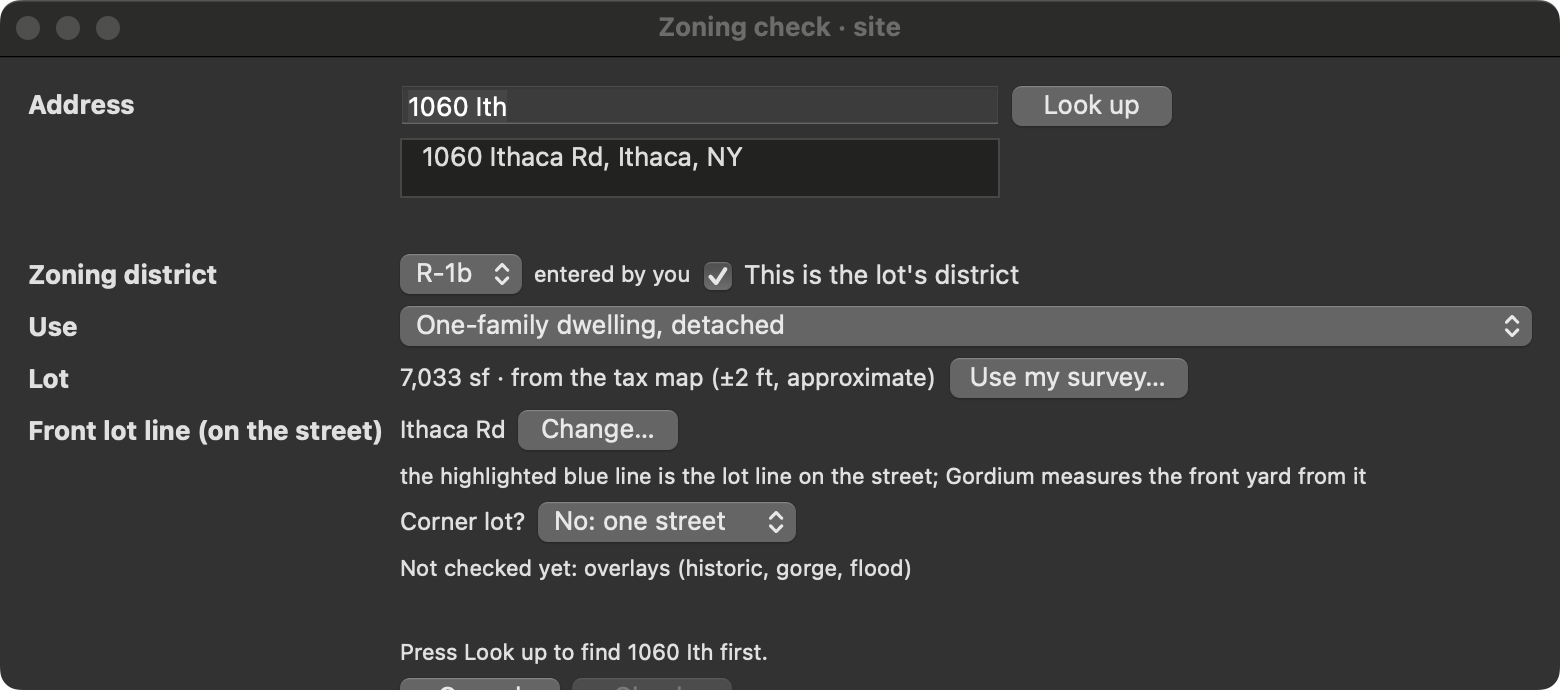 Zoning check · site
Address
1060 Ith
Look up
1060 Ithaca Rd, Ithaca, NY
Zoning district
R-1b
entered by you
This is the lot's district
Use
One-family dwelling, detached
Lot
7,033 sf · from the tax map (±2 ft, approximate)
Use my survey...
Front lot line (on the street)
Ithaca Rd
Change...
the highlighted blue line is the lot line on the street; Gordium measures the front yard from it
Corner lot?
No: one street
Not checked yet: overlays (historic, gorge, flood)
Press Look up to find 1060 Ith first.